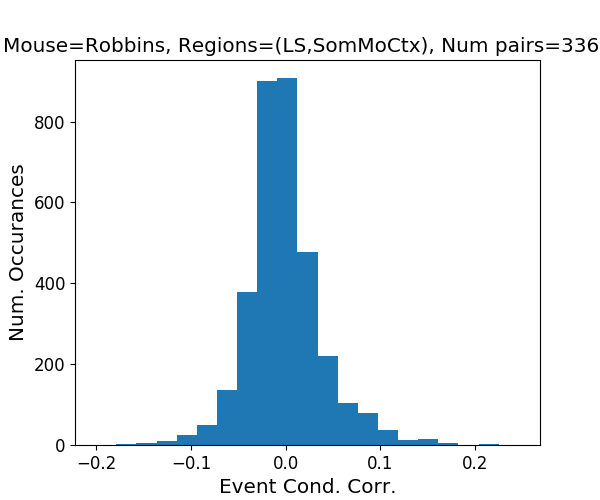 Mouse=Robbins, Regions=(LS,SomMoCtx), Num pairs=336
Num. Occurances
800
600
400
200
0
−0.2 −0.1 0.0 0.1 0.2
Event Cond. Corr.